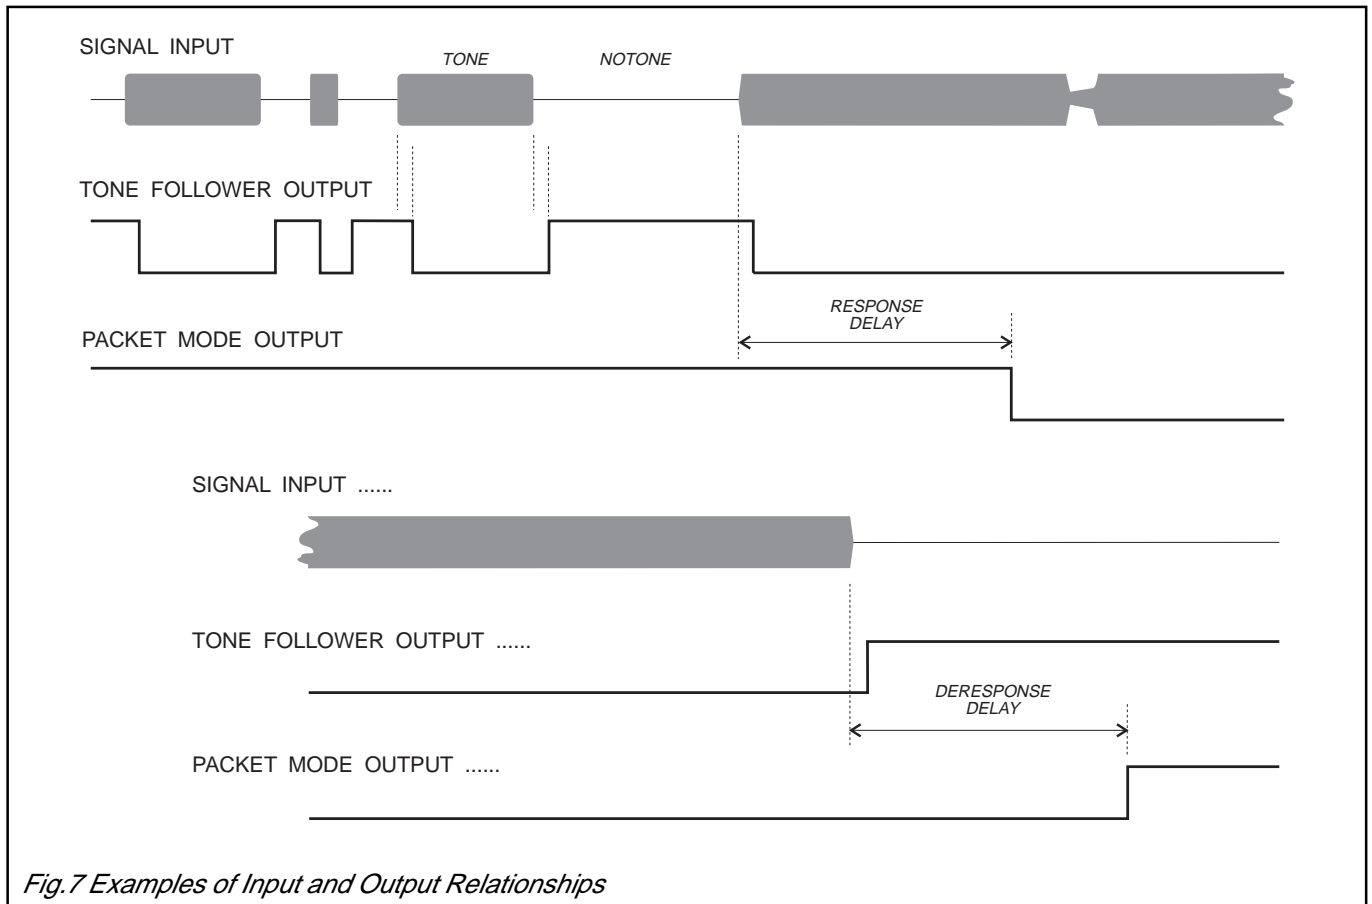 SIGNAL INPUT
TONE
NOTONE
TONE FOLLOWER OUTPUT
RESPONSE
DELAY
PACKET MODE OUTPUT
SIGNAL INPUT ......
TONE FOLLOWER OUTPUT ......
DERESPONSE
DELAY
PACKET MODE OUTPUT ......
Fig.7 Examples of Input and Output Relationships